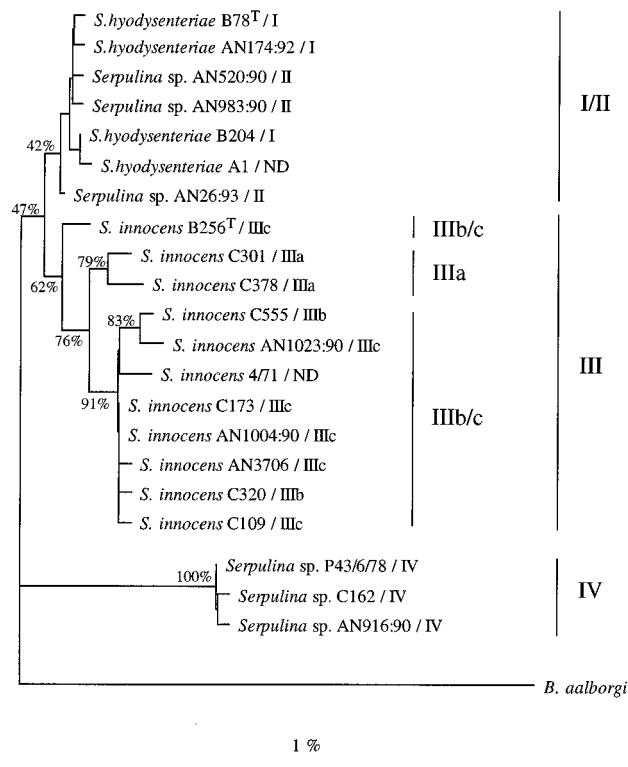 S.hyodysenteriae B78T / I
S.hyodysenteriae AN174:92 / I
Serpulina sp. AN520:90 / II
Serpulina sp. AN983:90 / II
I/II
S.hyodysenteriae B204 / I
42%
S.hyodysenteriae A1 / ND
Serpulina sp. AN26:93 / II
47%
S. innocens B256T / IIIc
IIIb/c
S. innocens C301 / IIIa
79%
IIIa
S. innocens C378 / IIIa
62%
S. innocens C555 / IIIb
83%
76%
S. innocens AN1023:90 / IIIc
III
S. innocens 4/71 / ND
91%
S. innocens C173 / IIIc
IIIb/c
S. innocens AN1004:90 / IIIc
S. innocens AN3706 / IIIc
S. innocens C320 / IIIb
S. innocens C109 / IIIc
Serpulina sp. P43/6/78 / IV
100%
Serpulina sp. C162 / IV
IV
Serpulina sp. AN916:90 / IV
B. aalborgi
1 %